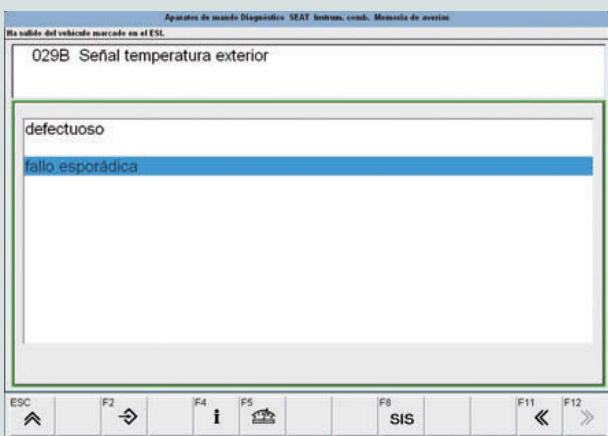 Aparatos de mando Diagnóstico SEAT Instrum. comb. Memoria de averías
Ha salido del vehículo marcado en el ESI.
029B Señal temperatura exterior
defectuoso
fallo esporádica
ESC F2 F4 F5 F8 F11 F12
i SIS